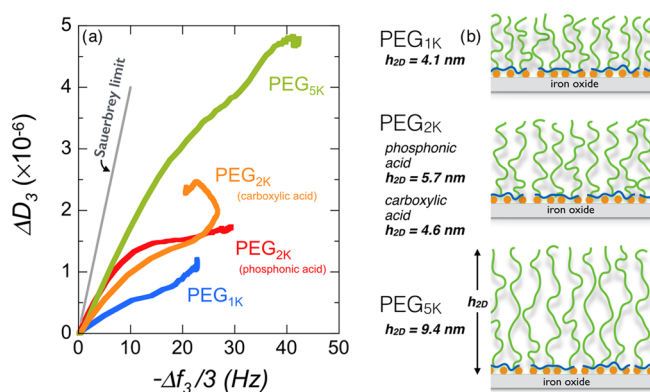 (a)
5
4
3
2
1
0
0
10
20
30
40
50
ΔD₃ (×10⁻⁶)
-Δf₃/3 (Hz)
Sauerbrey limit
PEG5K
PEG2K
(carboxylic acid)
PEG2K
(phosphonic acid)
PEG1K
(b)
PEG1K
h2D = 4.1 nm
iron oxide
PEG2K
phosphonic
acid
h2D = 5.7 nm
carboxylic
acid
h2D = 4.6 nm
iron oxide
PEG5K
h2D = 9.4 nm
h2D
iron oxide